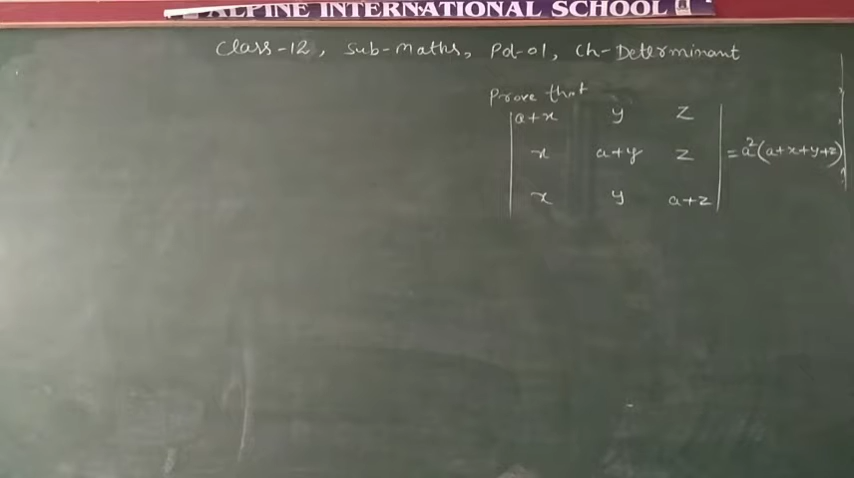 ALPINE INTERNATIONAL SCHOOL
Class-12, Sub-Maths, Pd-01, Ch-Determinant
Prove that
|a+x y z|
|x a+y z| = a²(a+x+y+z)
|x y a+z|